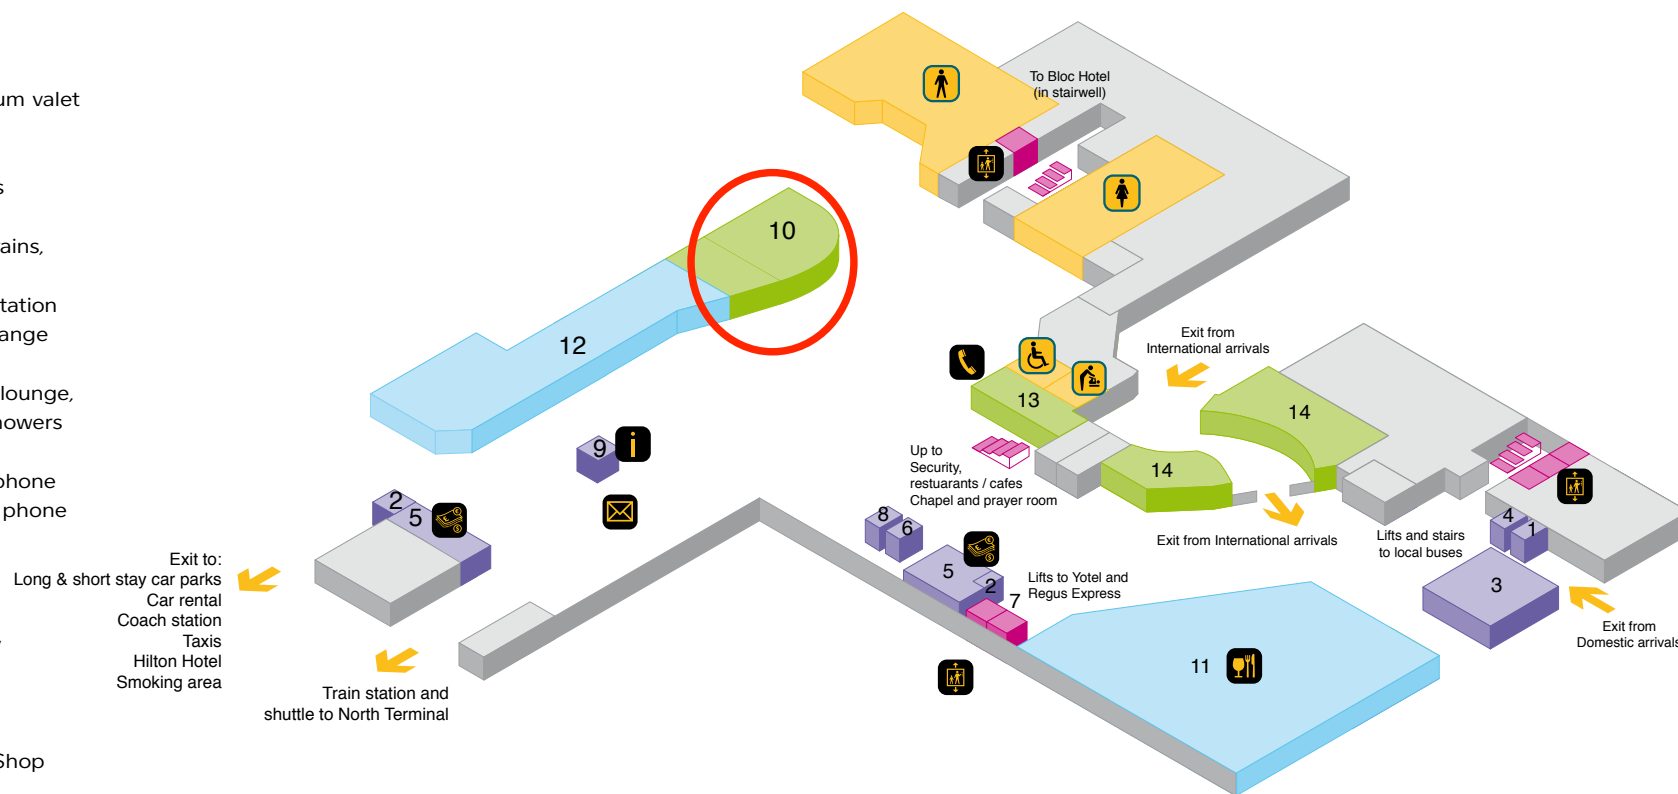 um valet
s
rains,
tation
ange
lounge,
nowers
phone
phone
Shop
To Bloc Hotel
(in stairwell)
10
12
Exit from
International arrivals
13
14
14
9
i
Up to
Security,
restuarants / cafes
Chapel and prayer room
2
5
8
6
5
2
7
Lifts to Yotel and
Regus Express
Exit from International arrivals
Lifts and stairs
to local buses
4
1
3
Exit from
Domestic arrivals
11
Exit to:
Long & short stay car parks
Car rental
Coach station
Taxis
Hilton Hotel
Smoking area
Train station and
shuttle to North Terminal